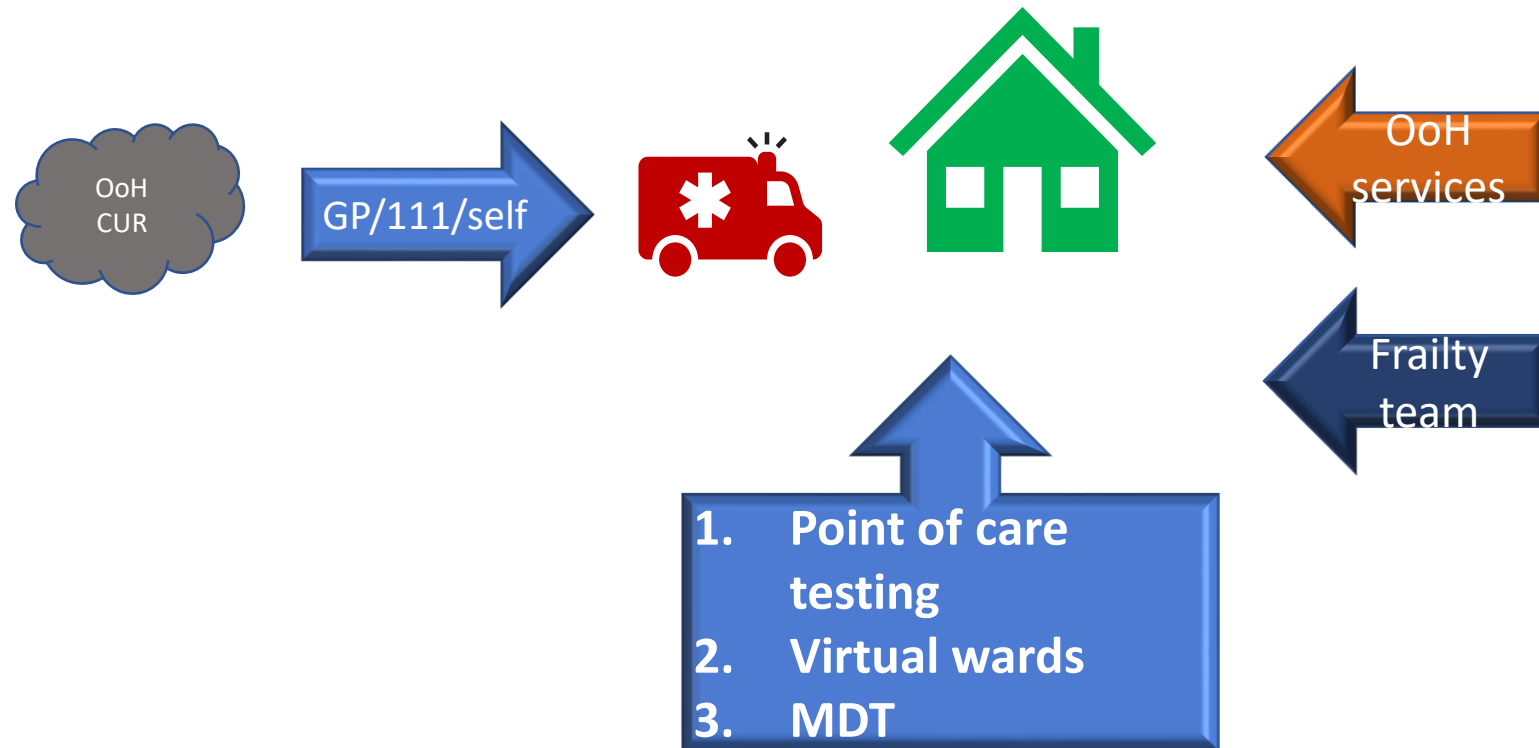 OoH
CUR
GP/111/self
OoH
services
Frailty
team
1. Point of care
testing
2. Virtual wards
3. MDT